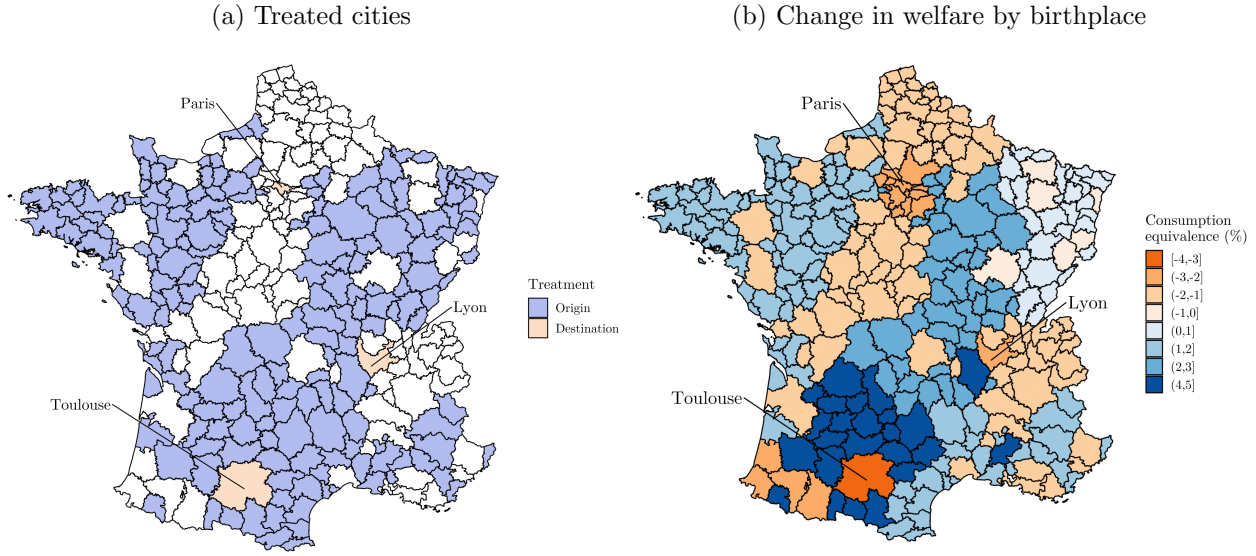 (a) Treated cities
Paris
Lyon
Toulouse
Treatment
Origin
Destination
(b) Change in welfare by birthplace
Paris
Lyon
Toulouse
Consumption
equivalence (%)
[-4,-3]
(-3,-2]
(-2,-1]
(-1,0]
(0,1]
(1,2]
(2,3]
(4,5]